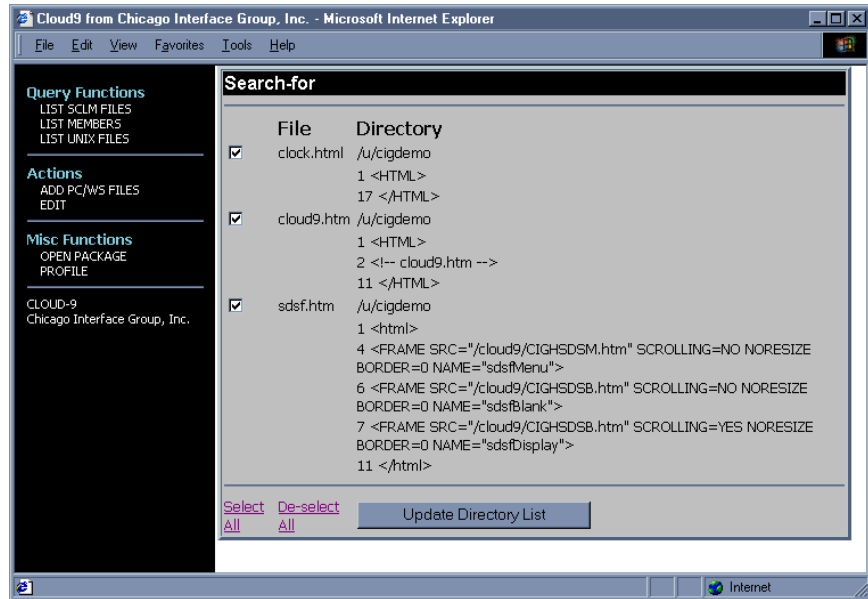 Cloud9 from Chicago Interface Group, Inc. - Microsoft Internet Explorer
File Edit View Favorites Tools Help
Query Functions
LIST SCLM FILES
LIST MEMBERS
LIST UNIX FILES
Actions
ADD PC/WS FILES
EDIT
Misc Functions
OPEN PACKAGE
PROFILE
CLOUD-9
Chicago Interface Group, Inc.
Search-for
File Directory
clock.html /u/cigdemo
1 <HTML>
17 </HTML>
cloud9.htm /u/cigdemo
1 <HTML>
2 <!-- cloud9.htm -->
11 </HTML>
sdsf.htm /u/cigdemo
1 <html>
4 <FRAME SRC="/cloud9/CIGHSDSM.htm" SCROLLING=NO NORESIZE
BORDER=0 NAME="sdsfMenu">
6 <FRAME SRC="/cloud9/CIGHSDSB.htm" SCROLLING=NO NORESIZE
BORDER=0 NAME="sdsfBlank">
7 <FRAME SRC="/cloud9/CIGHSDSB.htm" SCROLLING=YES NORESIZE
BORDER=0 NAME="sdsfDisplay">
11 </html>
Select All
De-select All
Update Directory List
Internet